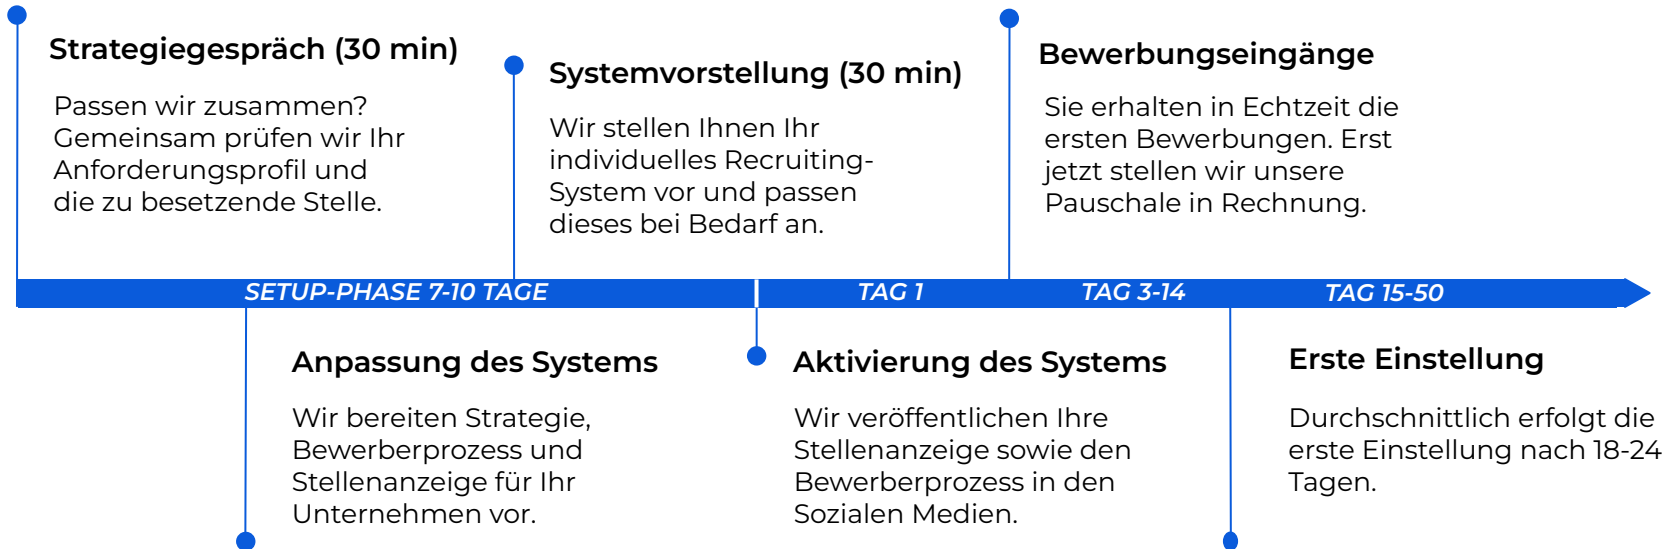 Strategiegespräch (30 min)
Passen wir zusammen?
Gemeinsam prüfen wir Ihr
Anforderungsprofil und
die zu besetzende Stelle.
Systemvorstellung (30 min)
Wir stellen Ihnen Ihr
individuelles Recruiting-
System vor und passen
dieses bei Bedarf an.
Bewerbungseingänge
Sie erhalten in Echtzeit die
ersten Bewerbungen. Erst
jetzt stellen wir unsere
Pauschale in Rechnung.
SETUP-PHASE 7-10 TAGE
TAG 1
TAG 3-14
TAG 15-50
Anpassung des Systems
Wir bereiten Strategie,
Bewerberprozess und
Stellenanzeige für Ihr
Unternehmen vor.
Aktivierung des Systems
Wir veröffentlichen Ihre
Stellenanzeige sowie den
Bewerberprozess in den
Sozialen Medien.
Erste Einstellung
Durchschnittlich erfolgt die
erste Einstellung nach 18-24
Tagen.